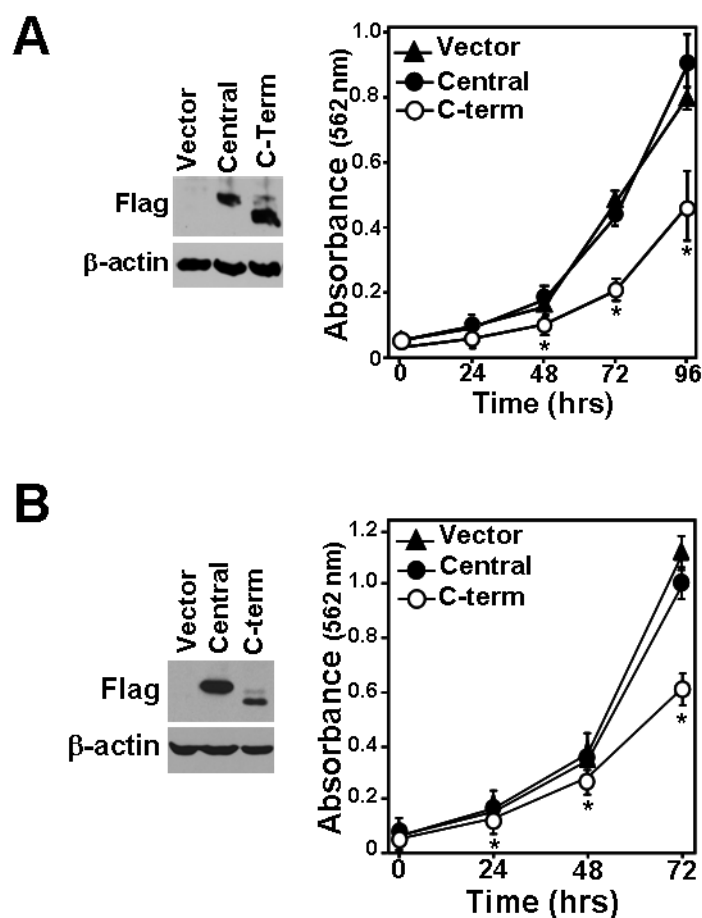 A
Vector
Central
C-Term
Flag
β-actin
Vector
Central
C-term
Absorbance (562 nm)
1.0
0.8
0.6
0.4
0.2
0
*
*
*
0 24 48 72 96
Time (hrs)
B
Vector
Central
C-term
Flag
β-actin
Vector
Central
C-term
Absorbance (562 nm)
1.2
1.0
0.8
0.6
0.4
0.2
0
*
*
*
0 24 48 72
Time (hrs)